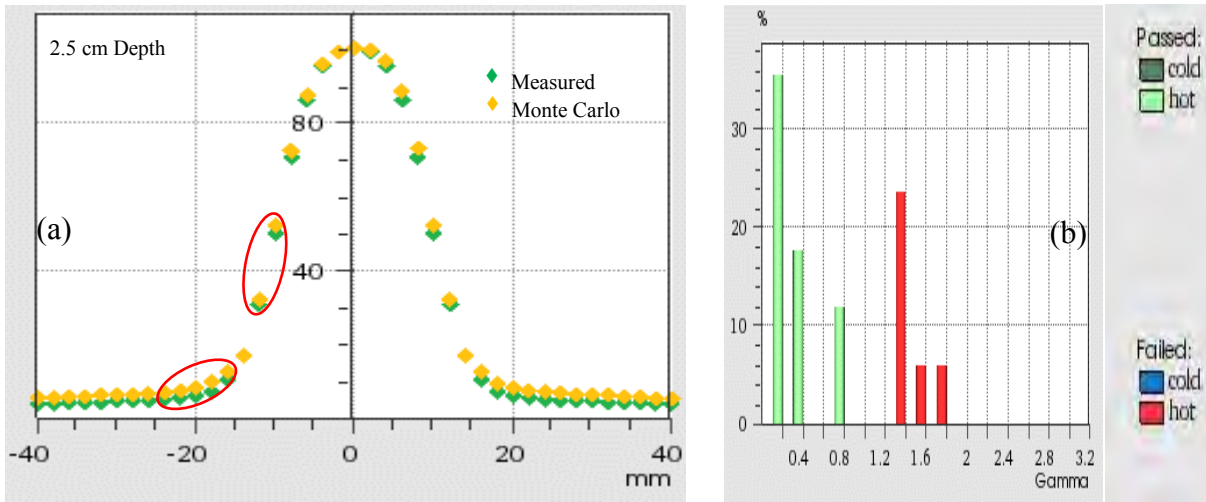 2.5 cm Depth
Measured
Monte Carlo
80
40
(a)
-40 -20 0 20 40
mm
%
30
20
10
0
(b)
0.4 0.8 1.2 1.6 2 2.4 2.8 3.2
Gamma
Passed:
cold
hot
Failed:
cold
hot